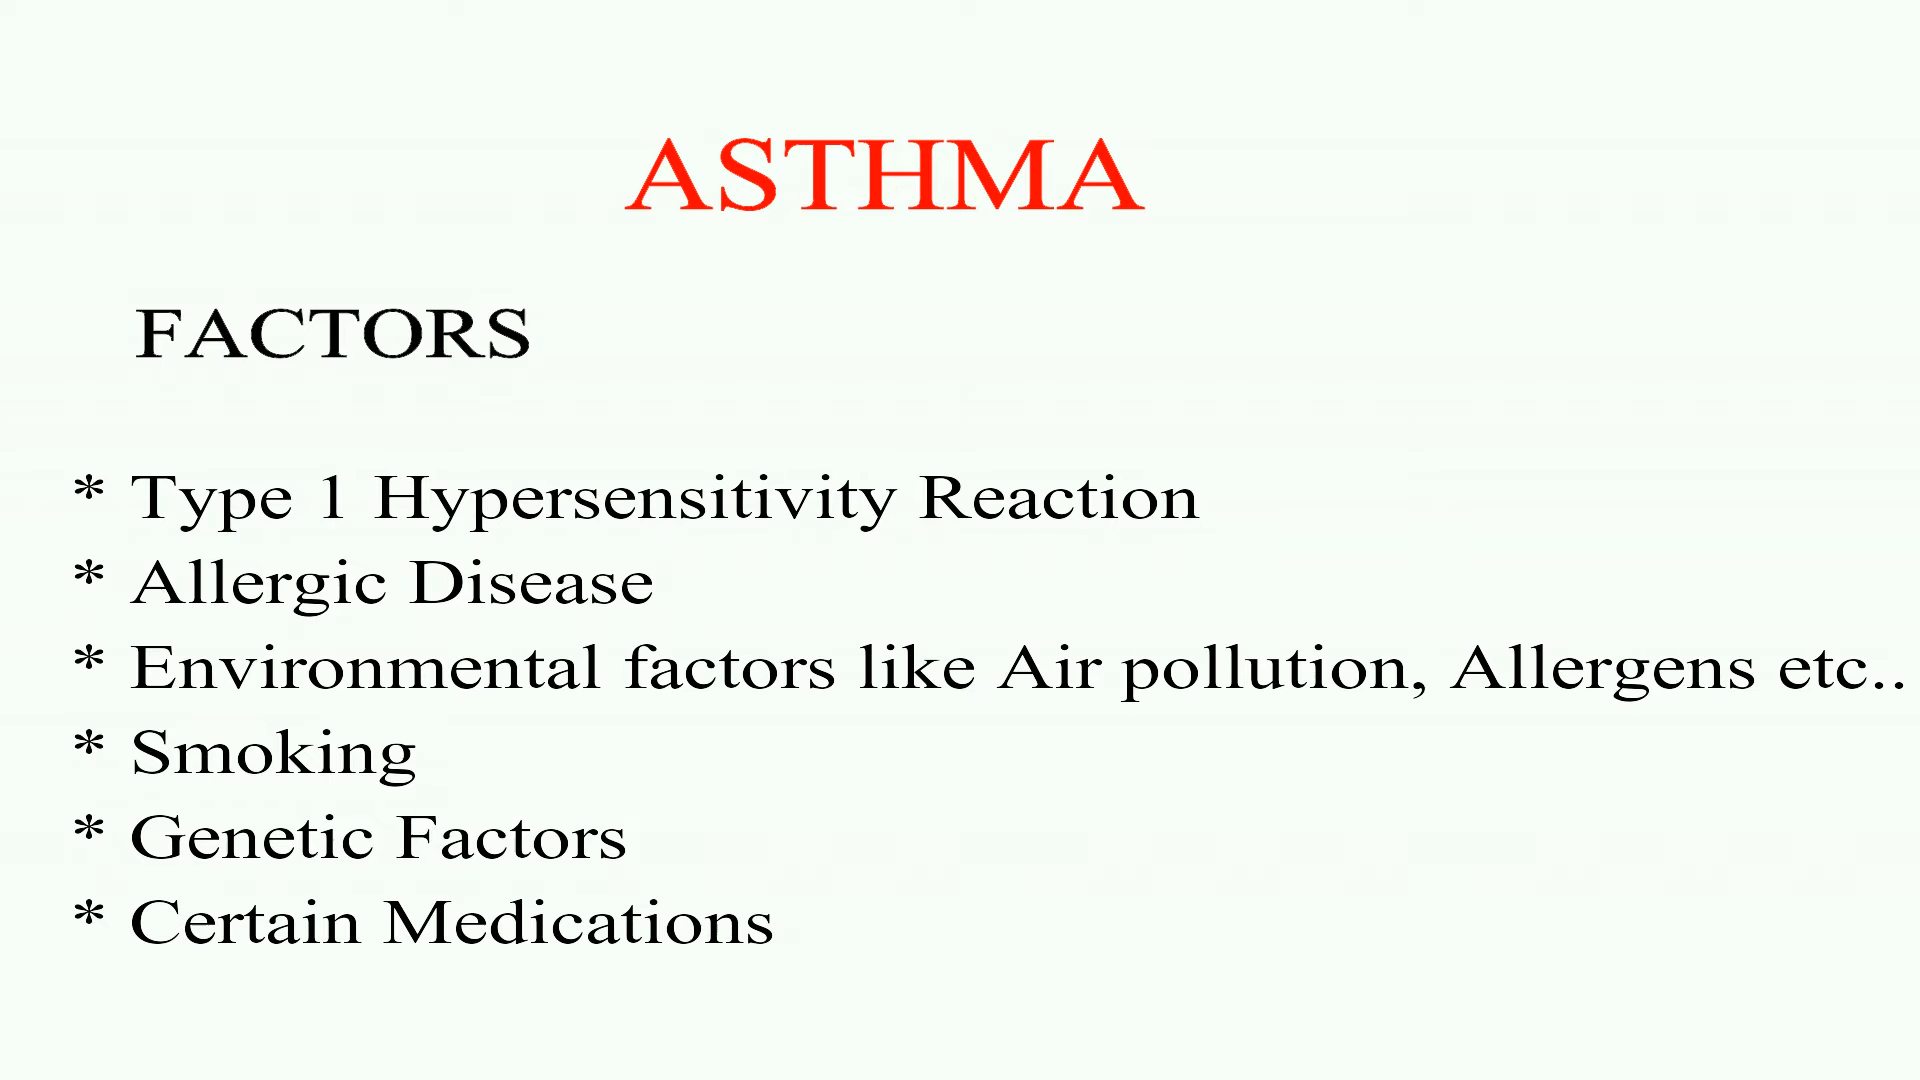 ASTHMA
FACTORS
* Type 1 Hypersensitivity Reaction
* Allergic Disease
* Environmental factors like Air pollution, Allergens etc..
* Smoking
* Genetic Factors
* Certain Medications